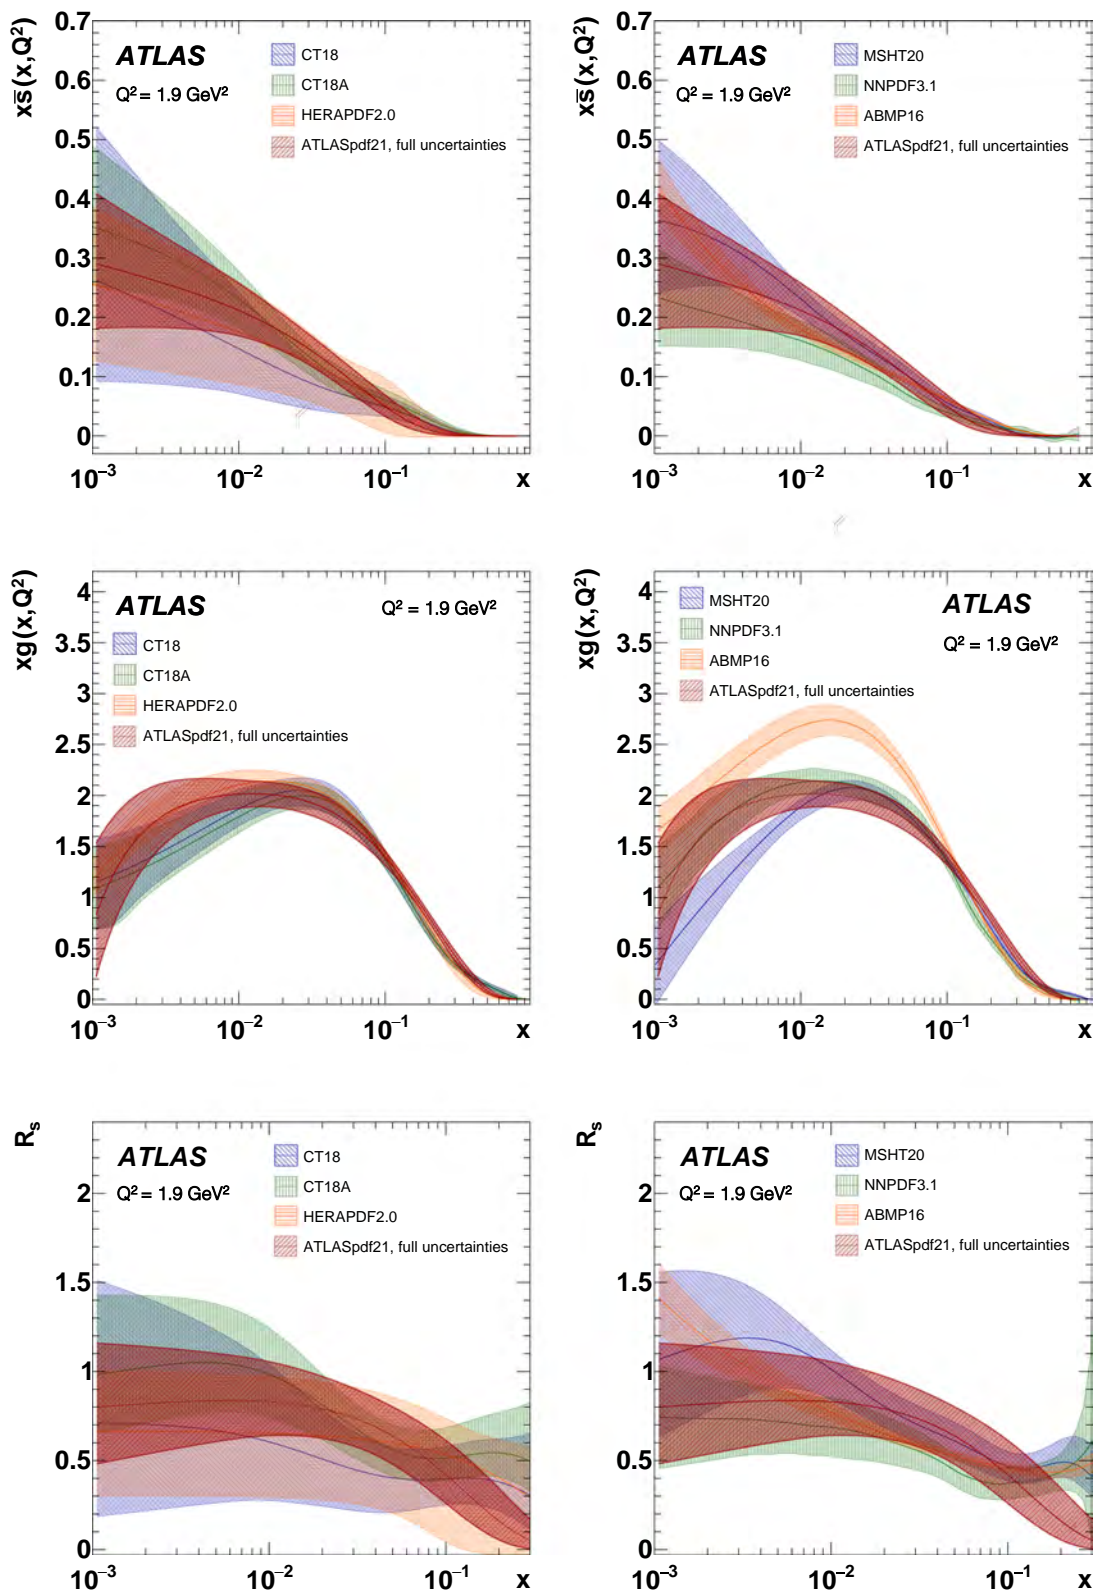 xs̅(x,Q²)
0.7
0.6
0.5
0.4
0.3
0.2
0.1
0
ATLAS
Q² = 1.9 GeV²
CT18
CT18A
HERAPDF2.0
ATLASpdf21, full uncertainties
10⁻³ 10⁻² 10⁻¹ x
xs̅(x,Q²)
0.7
0.6
0.5
0.4
0.3
0.2
0.1
0
ATLAS
Q² = 1.9 GeV²
MSHT20
NNPDF3.1
ABMP16
ATLASpdf21, full uncertainties
10⁻³ 10⁻² 10⁻¹ x
xg(x,Q²)
4
3.5
3
2.5
2
1.5
1
0.5
0
ATLAS
Q² = 1.9 GeV²
CT18
CT18A
HERAPDF2.0
ATLASpdf21, full uncertainties
10⁻³ 10⁻² 10⁻¹ x
xg(x,Q²)
4
3.5
3
2.5
2
1.5
1
0.5
0
MSHT20
NNPDF3.1
ABMP16
ATLASpdf21, full uncertainties
ATLAS
Q² = 1.9 GeV²
10⁻³ 10⁻² 10⁻¹ x
Rₛ
2
1.5
1
0.5
0
ATLAS
Q² = 1.9 GeV²
CT18
CT18A
HERAPDF2.0
ATLASpdf21, full uncertainties
10⁻³ 10⁻² 10⁻¹ x
Rₛ
2
1.5
1
0.5
0
ATLAS
Q² = 1.9 GeV²
MSHT20
NNPDF3.1
ABMP16
ATLASpdf21, full uncertainties
10⁻³ 10⁻² 10⁻¹ x